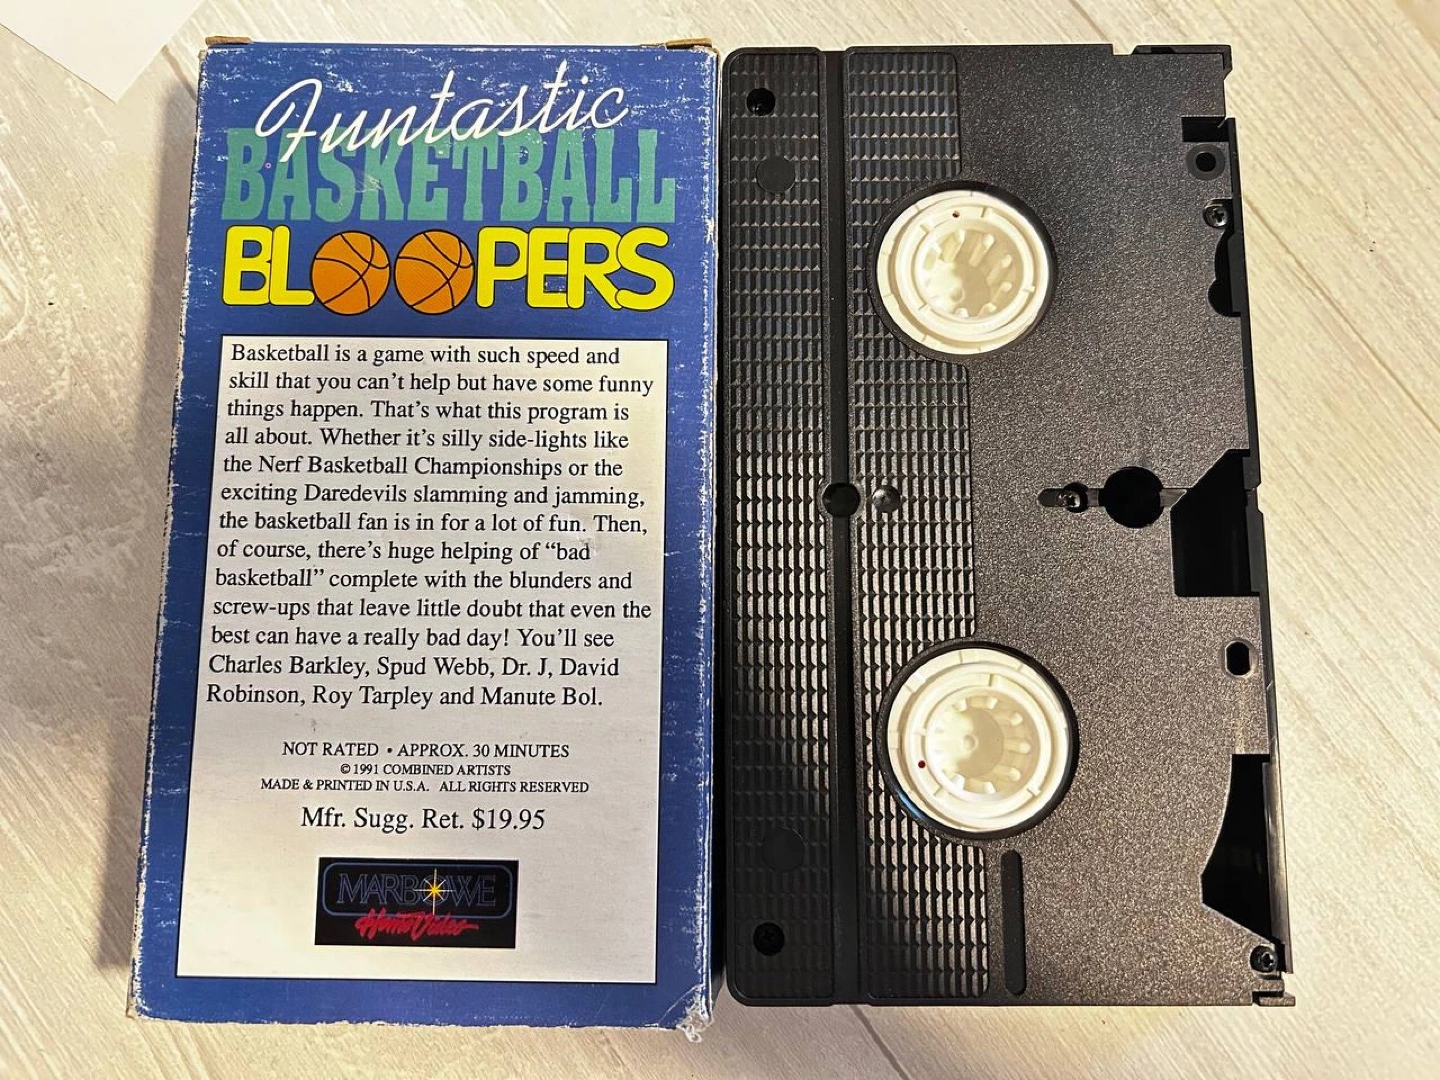 Funtastic
BASKETBALL
BLOOPERS
Basketball is a game with such speed and
skill that you can't help but have some funny
things happen. That's what this program is
all about. Whether it's silly side-lights like
the Nerf Basketball Championships or the
exciting Daredevils slamming and jamming,
the basketball fan is in for a lot of fun. Then,
of course, there's huge helping of “bad
basketball” complete with the blunders and
screw-ups that leave little doubt that even the
best can have a really bad day! You'll see
Charles Barkley, Spud Webb, Dr. J, David
Robinson, Roy Tarpley and Manute Bol.
NOT RATED • APPROX. 30 MINUTES
© 1991 COMBINED ARTISTS
MADE & PRINTED IN U.S.A. ALL RIGHTS RESERVED
Mfr. Sugg. Ret. $19.95
MARBOWE
Home Video